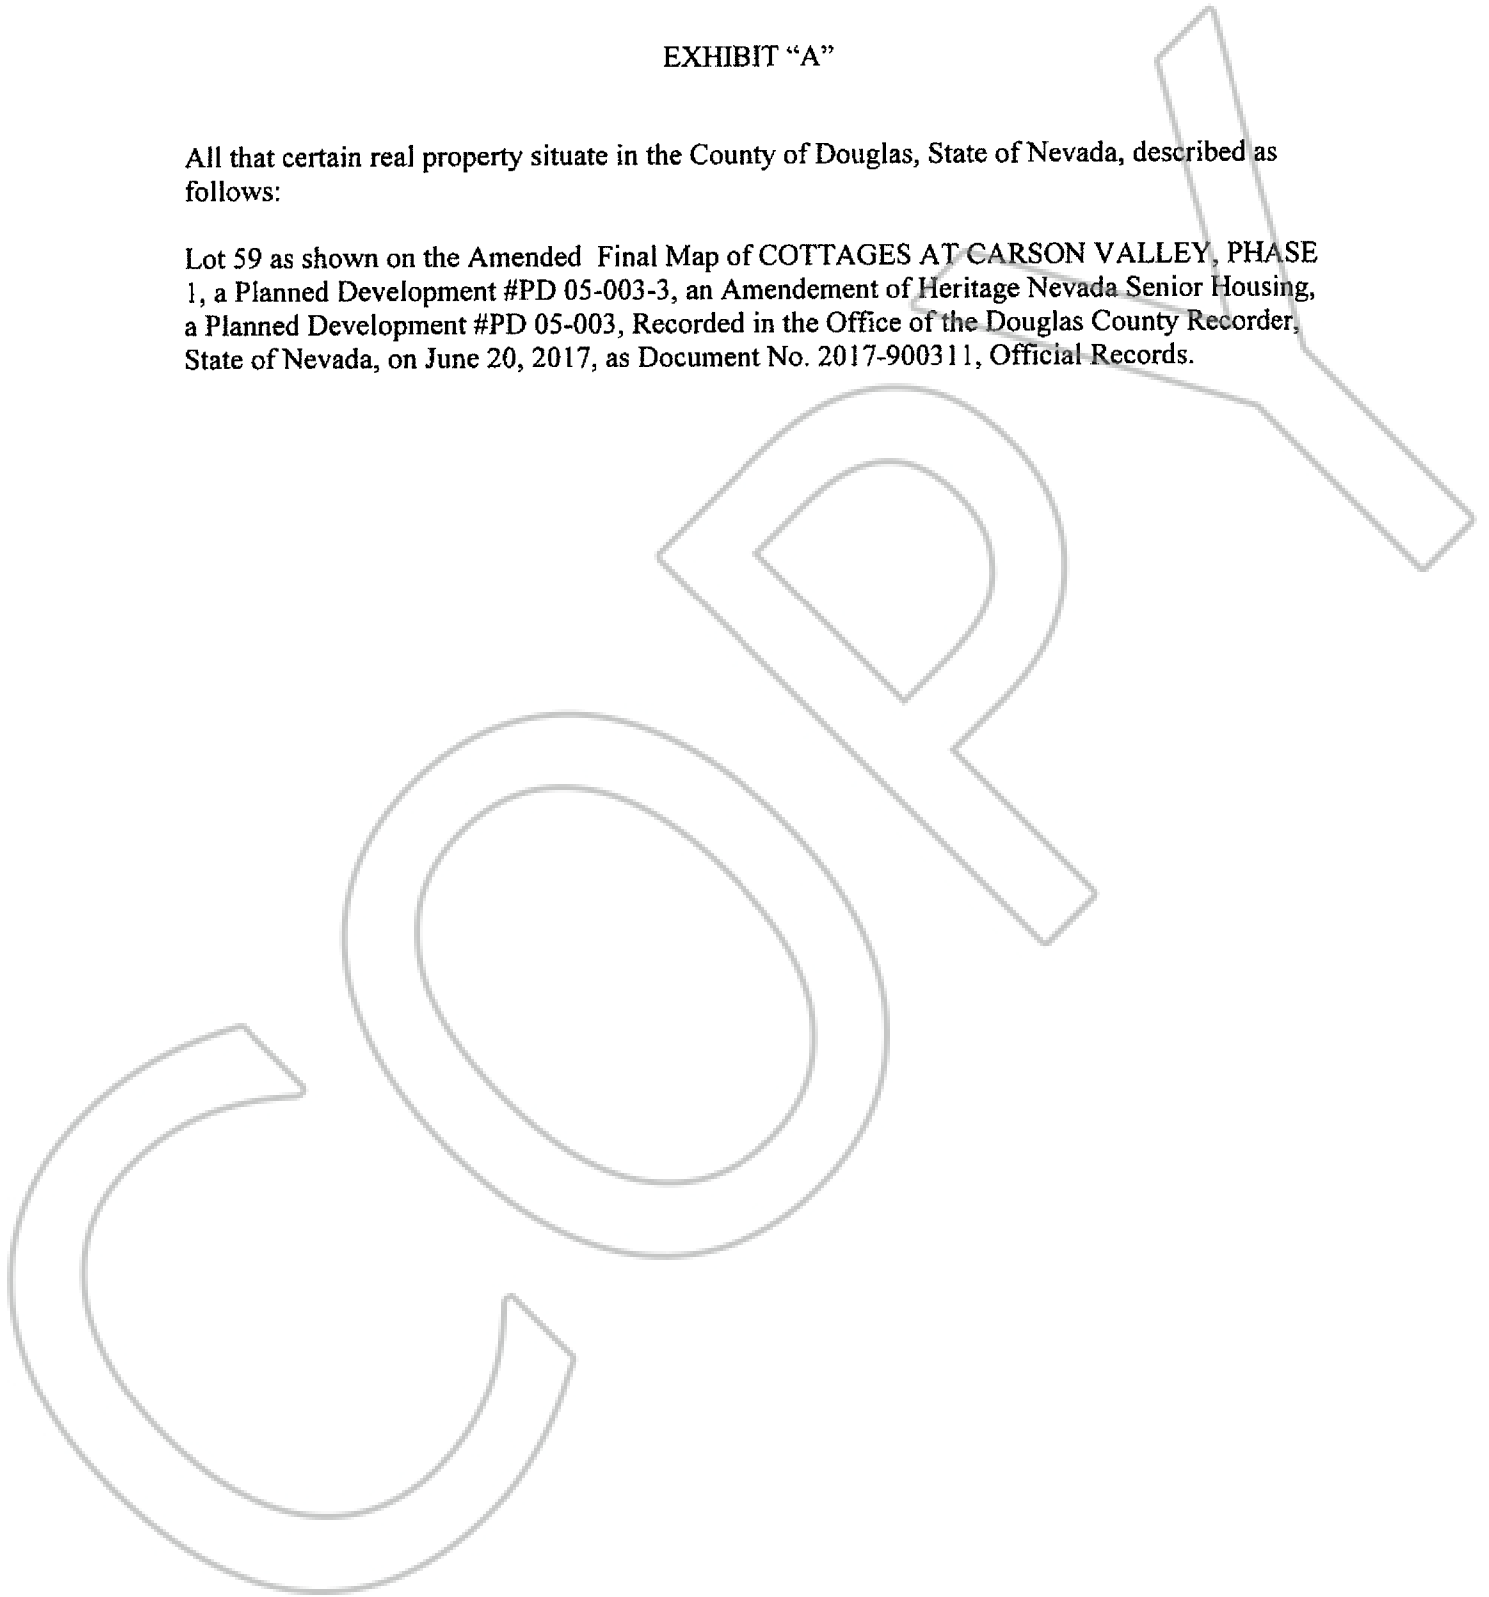 EXHIBIT “A”
All that certain real property situate in the County of Douglas, State of Nevada, described as
follows:
Lot 59 as shown on the Amended Final Map of COTTAGES AT CARSON VALLEY, PHASE
1, a Planned Development #PD 05-003-3, an Amendement of Heritage Nevada Senior Housing,
a Planned Development #PD 05-003, Recorded in the Office of the Douglas County Recorder,
State of Nevada, on June 20, 2017, as Document No. 2017-900311, Official Records.
COPY